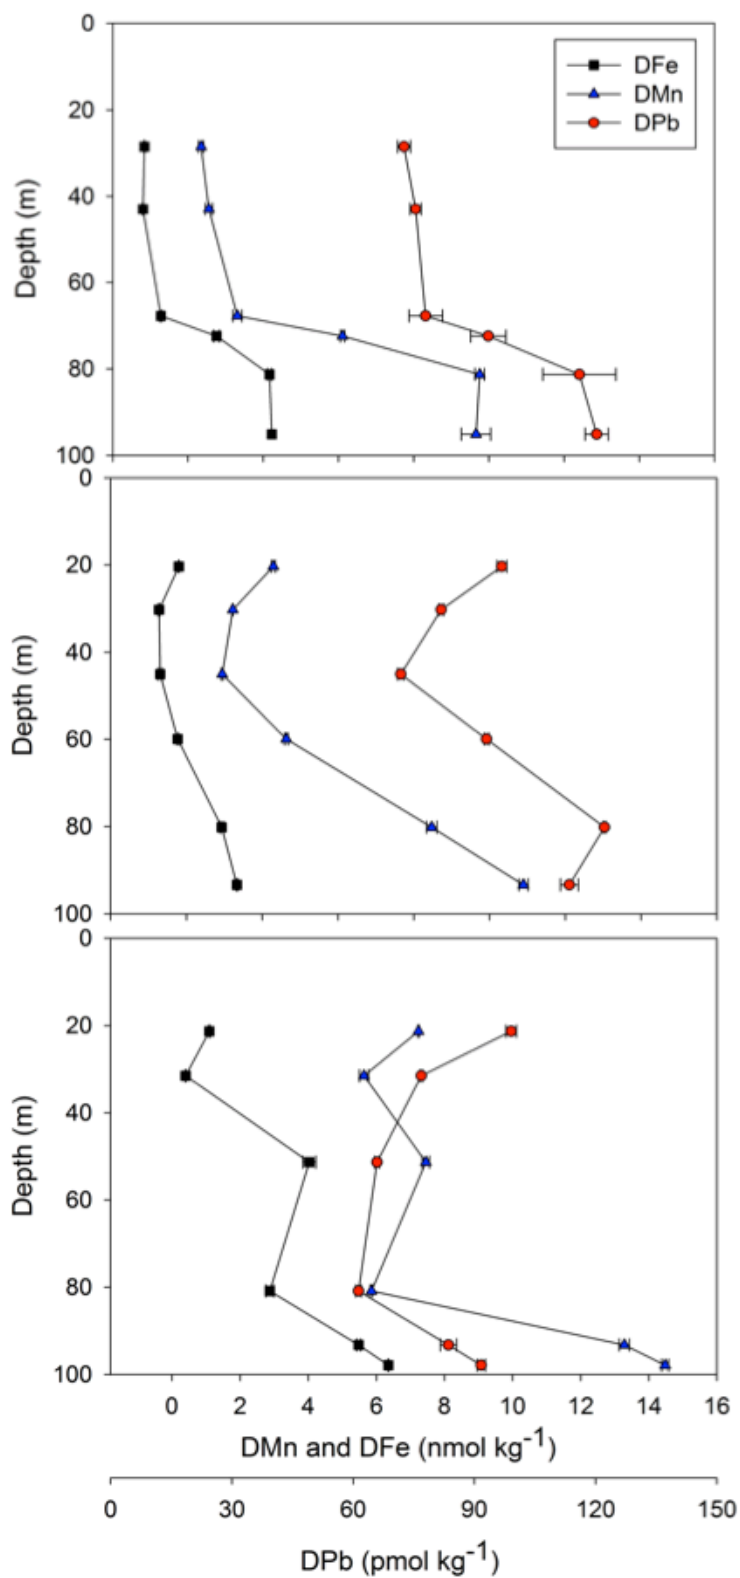 0
20
40
60
80
100
Depth (m)
DFe
DMn
DPb
0
20
40
60
80
100
Depth (m)
0
20
40
60
80
100
Depth (m)
0 2 4 6 8 10 12 14 16
DMn and DFe (nmol kg⁻¹)
0 30 60 90 120 150
DPb (pmol kg⁻¹)